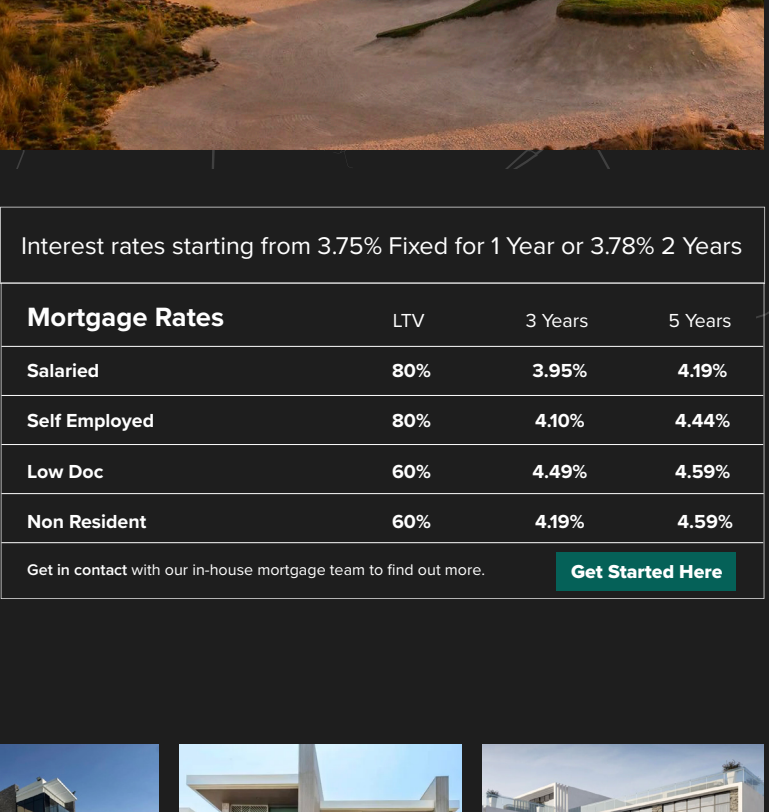 Interest rates starting from 3.75% Fixed for 1 Year or 3.78% 2 Years
Mortgage Rates LTV 3 Years 5 Years
Salaried 80% 3.95% 4.19%
Self Employed 80% 4.10% 4.44%
Low Doc 60% 4.49% 4.59%
Non Resident 60% 4.19% 4.59%
Get in contact with our in-house mortgage team to find out more. Get Started Here